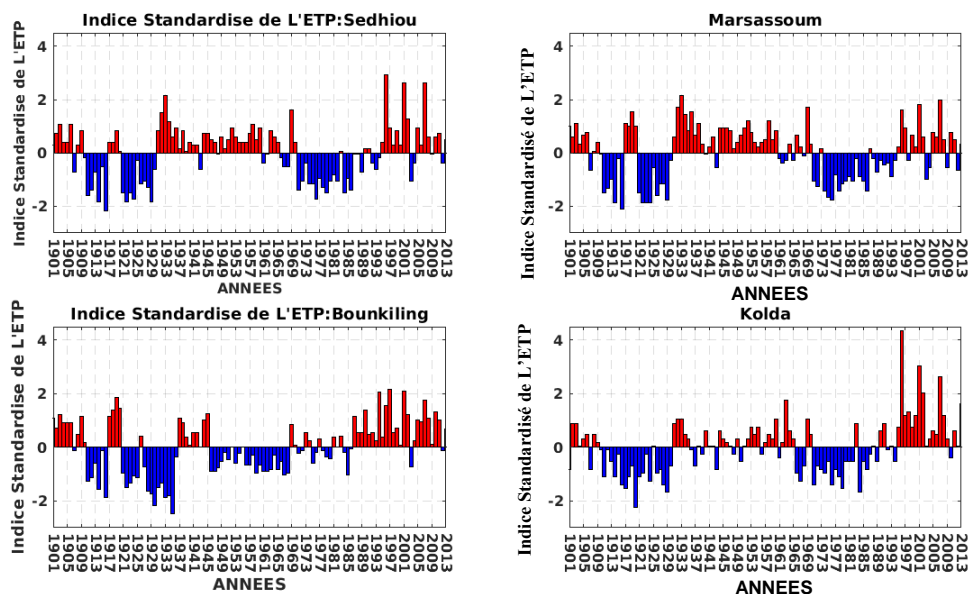 Indice Standardise de L'ETP:Sedhiou
Indice Standardise de L'ETP
4
2
0
-2
1901 1905 1909 1913 1917 1921 1925 1929 1933 1937 1941 1945 1949 1953 1957 1961 1965 1969 1973 1977 1981 1985 1989 1993 1997 2001 2005 2009 2013
ANNEES
Marsassoum
Indice Standardisé de L'ETP
4
2
0
-2
1901 1905 1909 1913 1917 1921 1925 1929 1933 1937 1941 1945 1949 1953 1957 1961 1965 1969 1973 1977 1981 1985 1989 1993 1997 2001 2005 2009 2013
ANNEES
Indice Standardise de L'ETP:Bounkiling
Indice Standardise de L'ETP
4
2
0
-2
1901 1905 1909 1913 1917 1921 1925 1929 1933 1937 1941 1945 1949 1953 1957 1961 1965 1969 1973 1977 1981 1985 1989 1993 1997 2001 2005 2009 2013
ANNEES
Kolda
Indice Standardisé de L'ETP
4
2
0
-2
1901 1905 1909 1913 1917 1921 1925 1929 1933 1937 1941 1945 1949 1953 1957 1961 1965 1969 1973 1977 1981 1985 1989 1993 1997 2001 2005 2009 2013
ANNEES